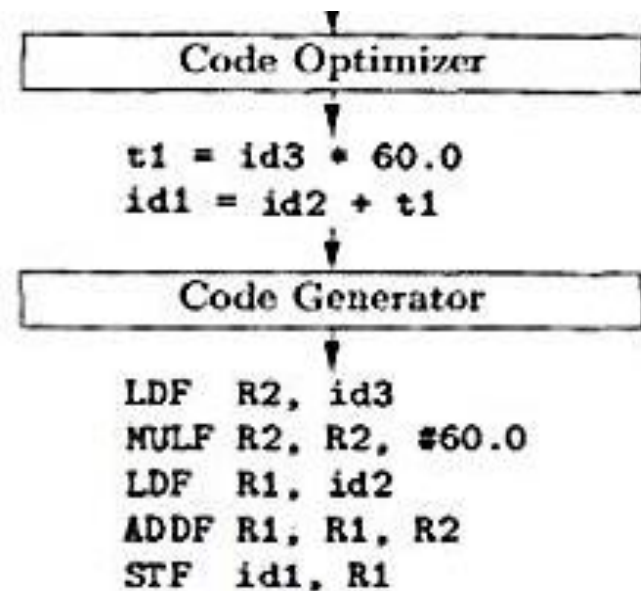 Code Optimizer
t1 = id3 * 60.0
id1 = id2 + t1
Code Generator
LDF R2, id3
MULF R2, R2, #60.0
LDF R1, id2
ADDF R1, R1, R2
STF id1, R1